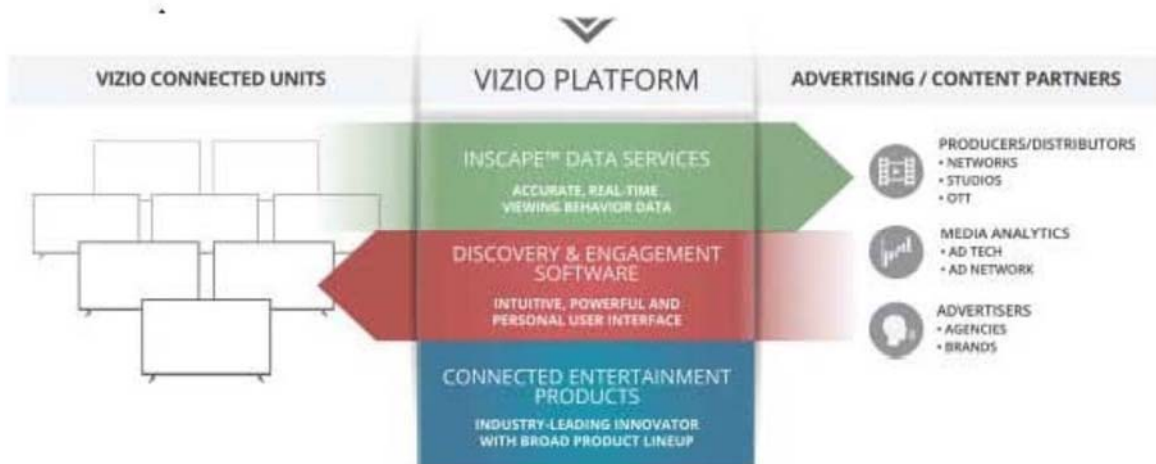 VIZIO CONNECTED UNITS
VIZIO PLATFORM
ADVERTISING / CONTENT PARTNERS
INSCAPE™ DATA SERVICES
ACCURATE, REAL-TIME
VIEWING BEHAVIOR DATA
DISCOVERY & ENGAGEMENT
SOFTWARE
INTUITIVE, POWERFUL AND
PERSONAL USER INTERFACE
CONNECTED ENTERTAINMENT
PRODUCTS
INDUSTRY-LEADING INNOVATOR
WITH BROAD PRODUCT LINEUP
PRODUCERS/DISTRIBUTORS
• NETWORKS
• STUDIOS
• OTT
MEDIA ANALYTICS
• AD TECH
• AD NETWORK
ADVERTISERS
• AGENCIES
• BRANDS